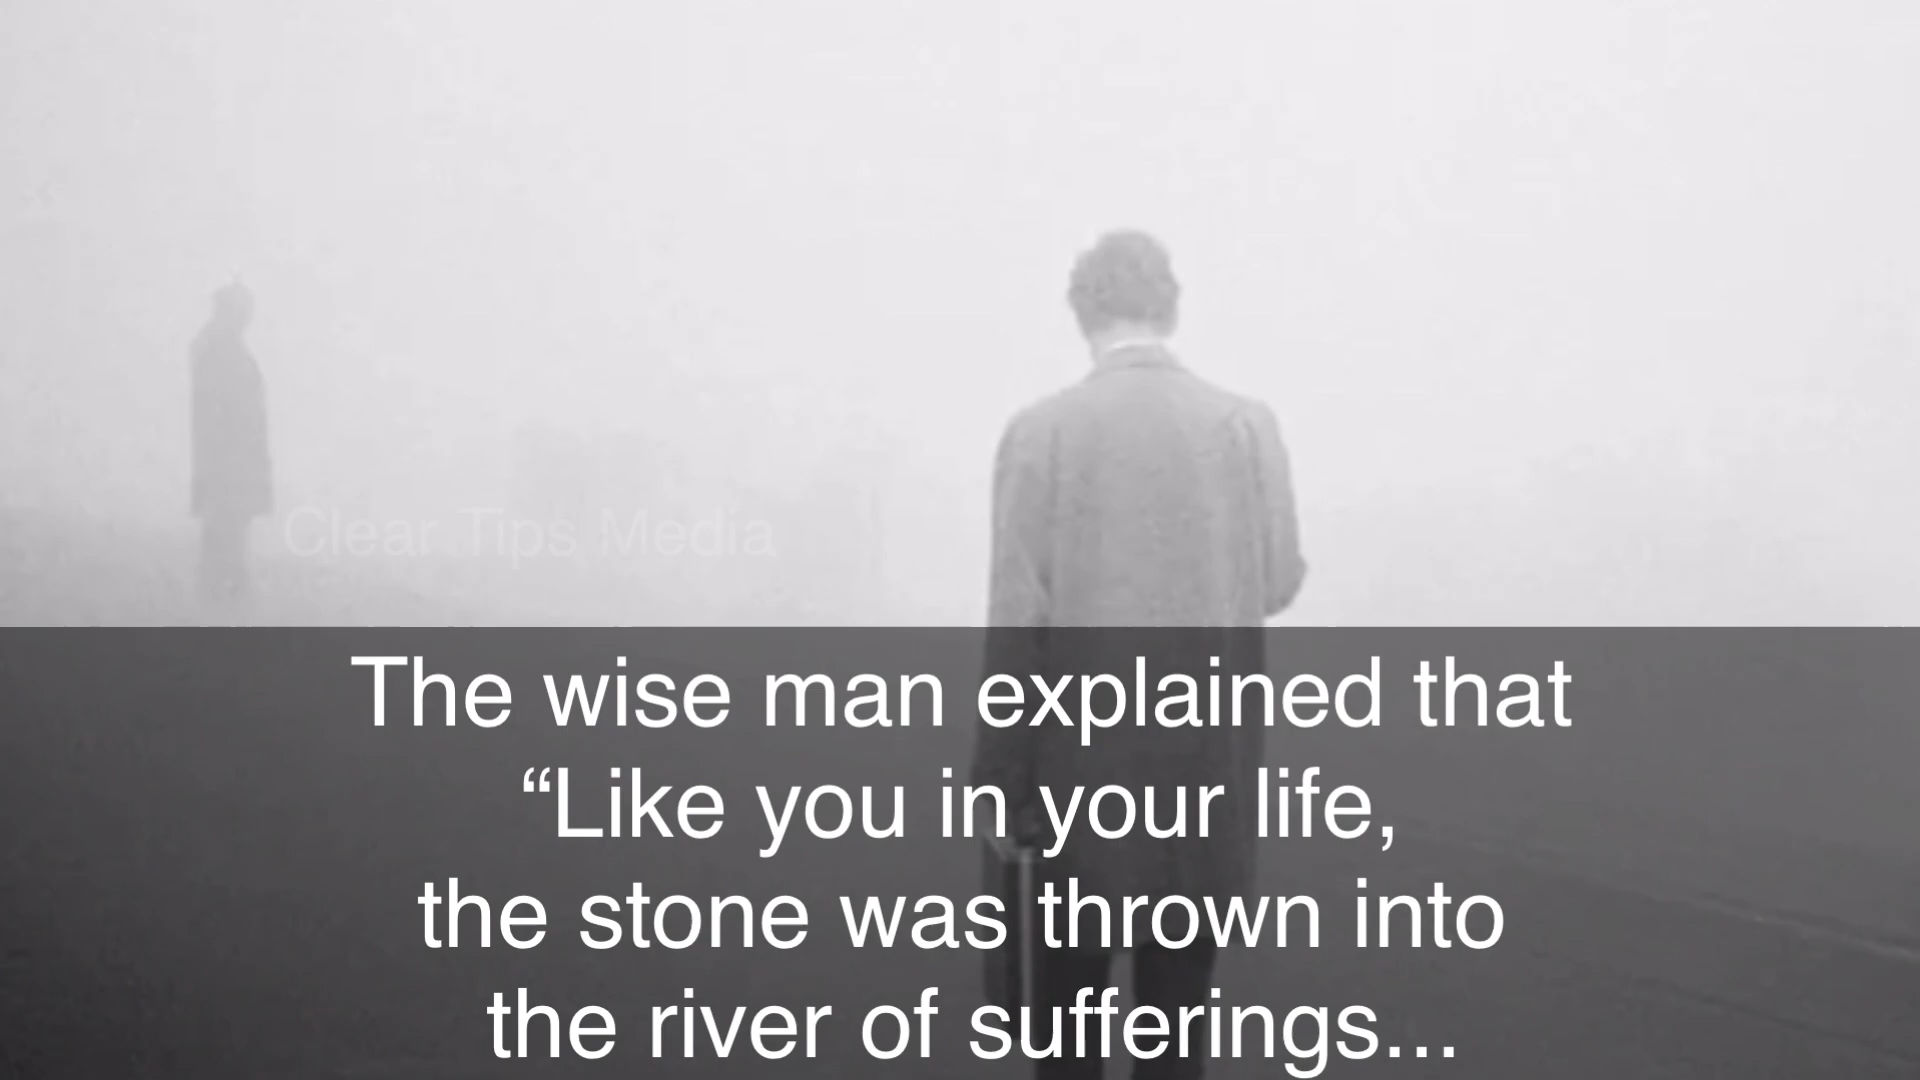 Clear Tips Media
The wise man explained that
“Like you in your life,
the stone was thrown into
the river of sufferings...